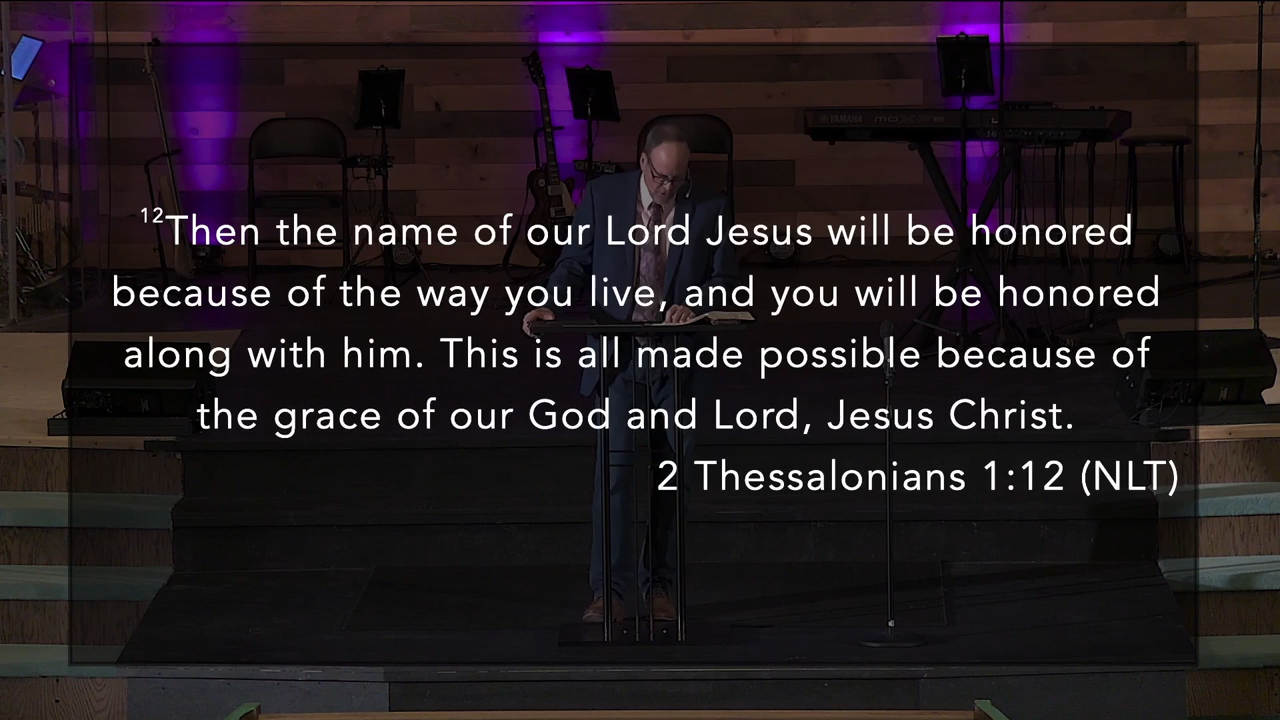 YAMAHA
¹²Then the name of our Lord Jesus will be honored
because of the way you live, and you will be honored
along with him. This is all made possible because of
the grace of our God and Lord, Jesus Christ.
2 Thessalonians 1:12 (NLT)